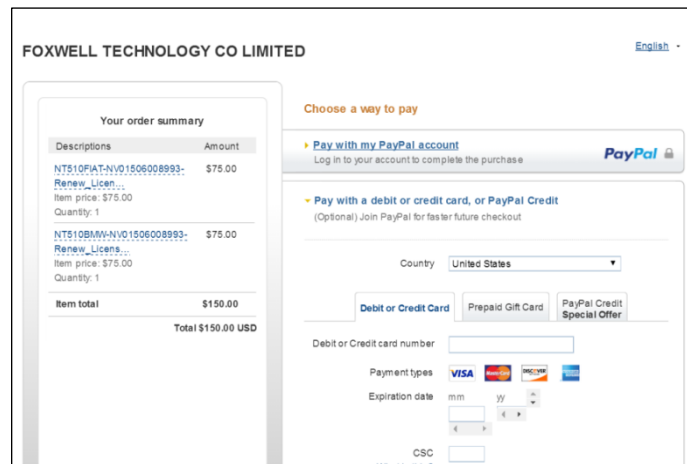 FOXWELL TECHNOLOGY CO LIMITED
English
Your order summary
Descriptions Amount
NT510FIAT-NV01506008993- $75.00
Renew_Licen...
Item price: $75.00
Quantity: 1
NT510BMW-NV01506008993- $75.00
Renew_Licens...
Item price: $75.00
Quantity: 1
Item total $150.00
Total $150.00 USD
Choose a way to pay
Pay with my PayPal account
Log in to your account to complete the purchase
PayPal
Pay with a debit or credit card, or PayPal Credit
(Optional) Join PayPal for faster future checkout
Country United States
Debit or Credit Card
Prepaid Gift Card
PayPal Credit
Special Offer
Debit or Credit card number
Payment types VISA MasterCard DISCOVER
Expiration date mm yy
CSC